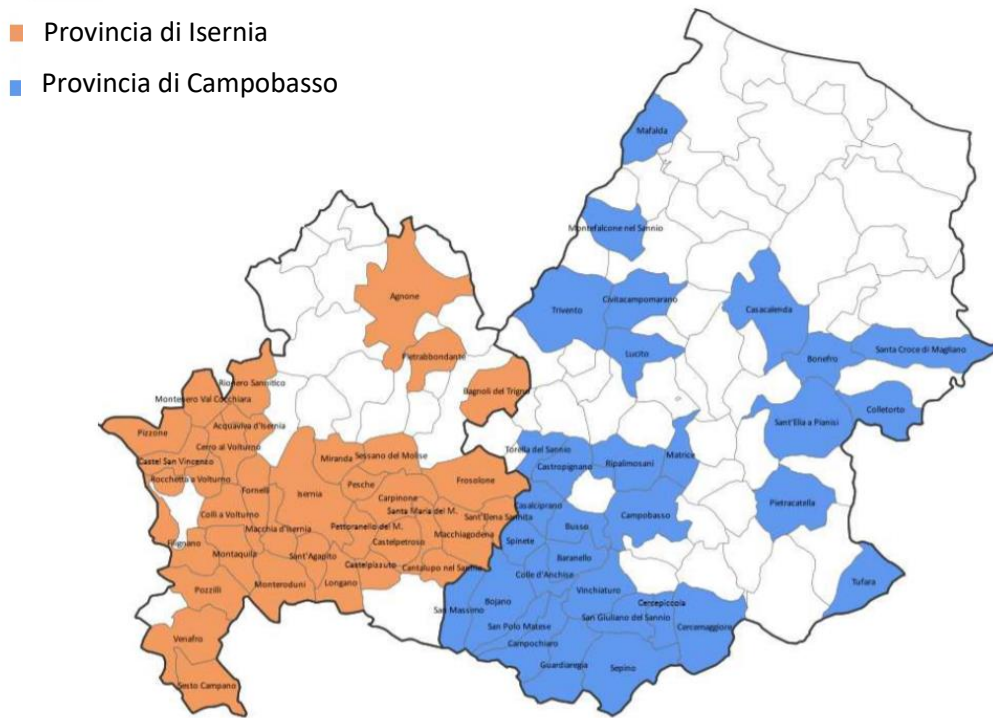 Provincia di Isernia
Provincia di Campobasso
Mafalda
Montefalcone nel Sannio
Agnone
Trivento
Civitacampomarano
Casacalenda
Lucito
Bonefro
Santa Croce di Magliano
Pietrabbondante
Rionero Sannitico
Bagnoli del Trigno
Montenero Val Cocchiara
Colletorto
Sant'Elia a Pianisi
Acquaviva d'Isernia
Pizzone
Cerro al Volturno
Torella del Sannio
Miranda
Sessano del Molise
Castel San Vincenzo
Castropignano
Ripalimosani
Matrice
Rocchetta a Volturno
Fornelli
Isernia
Pesche
Frosolone
Carpinone
Pietracatella
Casalciprano
Santa Maria del M.
Colli a Volturno
Sant'Elena Sannita
Campobasso
Macchia d'Isernia
Pettoranello del M.
Busso
Macchiagodena
Filignano
Castelpetroso
Spinete
Montaquila
Sant'Agapito
Baranello
Castelpizzuto
Cantalupo nel Sannio
Colle d'Anchise
Tufara
Pozzilli
Monteroduni
Longano
Vinchiaturo
Cercepiccola
San Massimo
Bojano
San Giuliano del Sannio
San Polo Matese
Cercemaggiore
Venafro
Campochiaro
Guardiaregia
Sepino
Sesto Campano